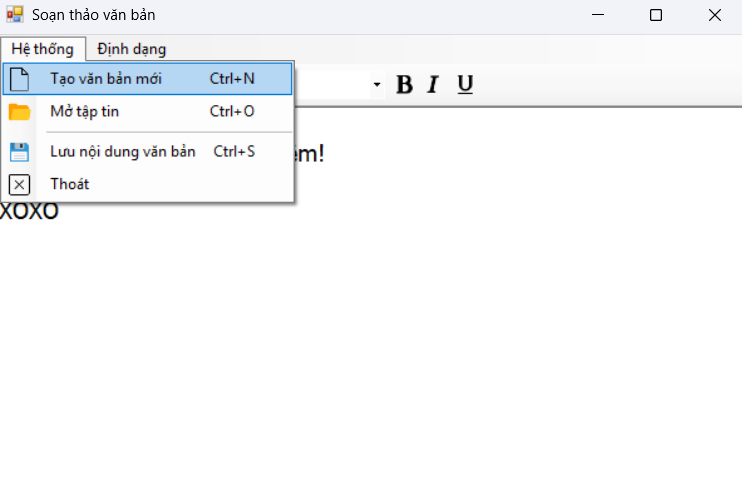 Soạn thảo văn bản
Hệ thống Định dạng
Tạo văn bản mới Ctrl+N
B I U
Mở tập tin Ctrl+O
Lưu nội dung văn bản Ctrl+S
Thoát
XOXO